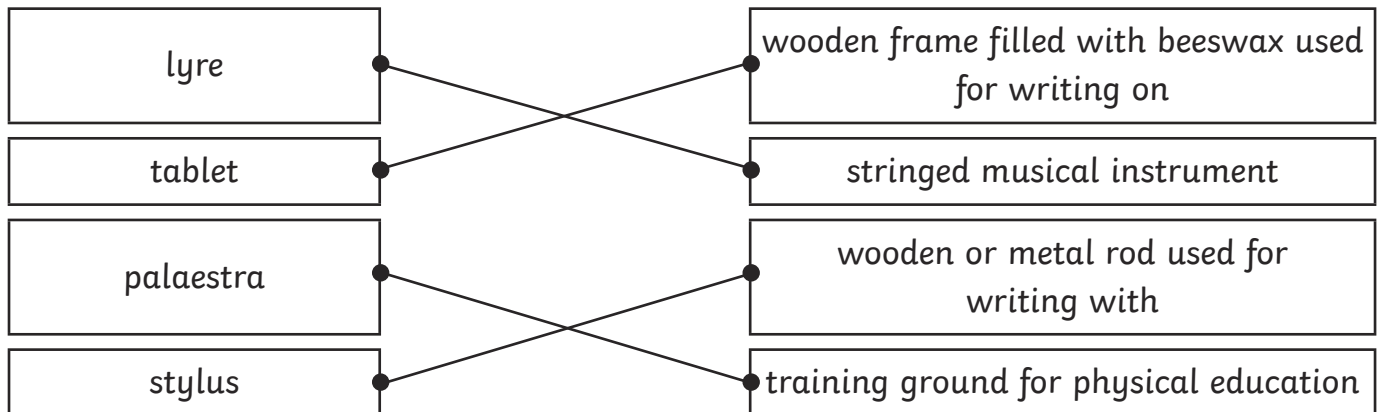 lyre
wooden frame filled with beeswax used
for writing on
tablet
stringed musical instrument
palaestra
wooden or metal rod used for
writing with
stylus
training ground for physical education